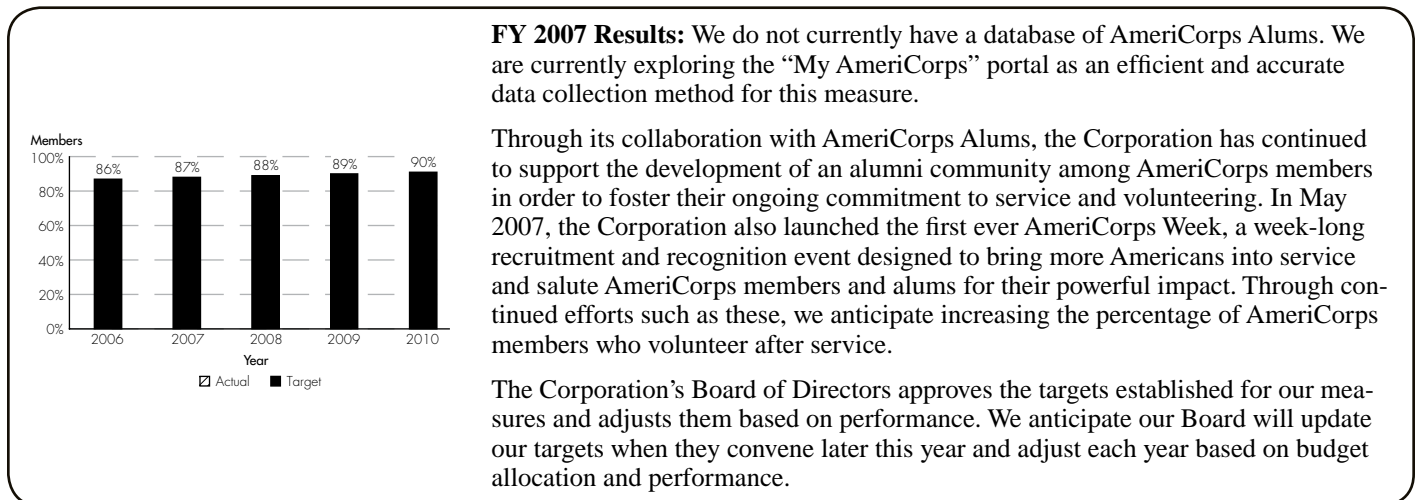 Members
100%
80%
60%
40%
20%
0%
86%
87%
88%
89%
90%
2006
2007
2008
2009
2010
Year
Actual
Target
FY 2007 Results: We do not currently have a database of AmeriCorps Alums. We
are currently exploring the “My AmeriCorps” portal as an efficient and accurate
data collection method for this measure.
Through its collaboration with AmeriCorps Alums, the Corporation has continued
to support the development of an alumni community among AmeriCorps members
in order to foster their ongoing commitment to service and volunteering. In May
2007, the Corporation also launched the first ever AmeriCorps Week, a week-long
recruitment and recognition event designed to bring more Americans into service
and salute AmeriCorps members and alums for their powerful impact. Through con-
tinued efforts such as these, we anticipate increasing the percentage of AmeriCorps
members who volunteer after service.
The Corporation’s Board of Directors approves the targets established for our mea-
sures and adjusts them based on performance. We anticipate our Board will update
our targets when they convene later this year and adjust each year based on budget
allocation and performance.